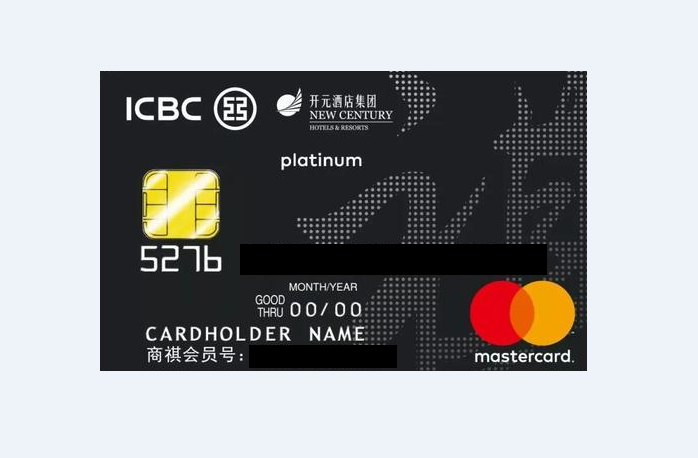 ICBC
开元酒店集团
NEW CENTURY
HOTELS & RESORTS
platinum
5276
MONTH/YEAR
GOOD THRU 00/00
CARDHOLDER NAME
商祺会员号:
mastercard.